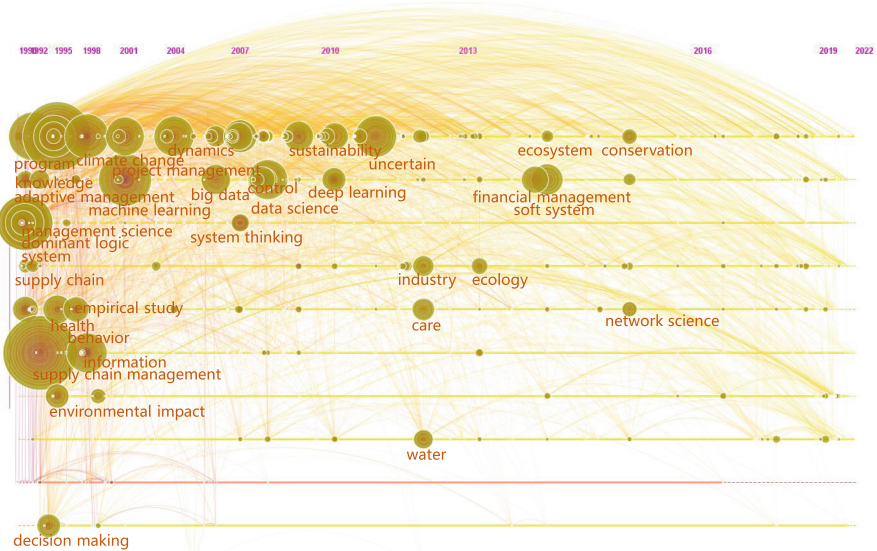 1990 1992 1995 1998 2001 2004 2007 2010 2013 2016 2019 2022
dynamics sustainability ecosystem conservation
program climate change uncertain
project management
knowledge control deep learning
adaptive management big data financial management
machine learning data science soft system
management science system thinking
dominant logic
system
supply chain industry ecology
empirical study
health care network science
behavior
information
supply chain management
environmental impact
water
decision making